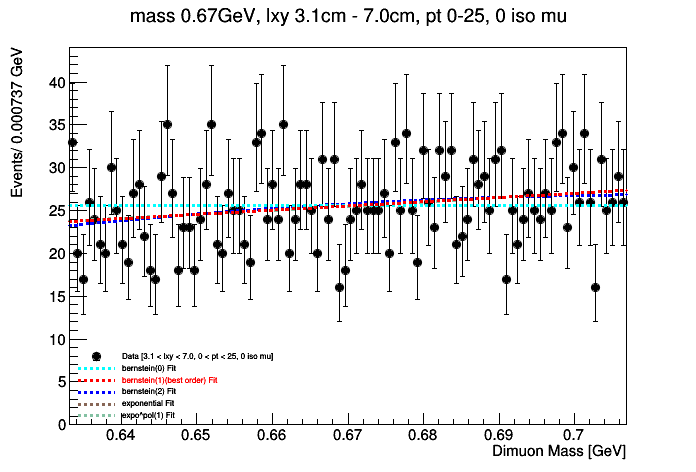 mass 0.67GeV, lxy 3.1cm - 7.0cm, pt 0-25, 0 iso mu
Events/ 0.000737 GeV
40
35
30
25
20
15
10
5
0
Data [3.1 < lxy < 7.0, 0 < pt < 25, 0 iso mu]
bernstein(0) Fit
bernstein(1)(best order) Fit
bernstein(2) Fit
exponential Fit
expo*pol(1) Fit
0.64 0.65 0.66 0.67 0.68 0.69 0.7
Dimuon Mass [GeV]